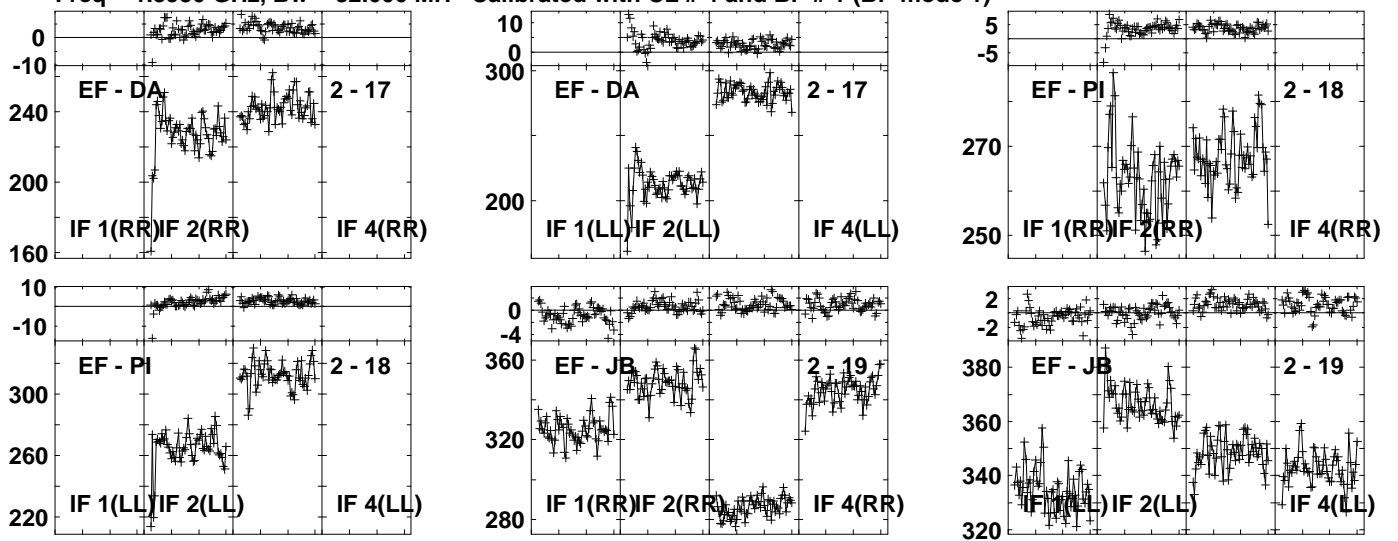 Freq = GHz, Bw = MH Calibrated with CL # and BP # (BP mode 1)
10
0
-10
EF - DA
2 - 17
240
200
160
IF 1(RR) IF 2(RR) IF 4(RR)
10
0
300
EF - DA
2 - 17
200
IF 1(LL) IF 2(LL) IF 4(LL)
5
-5
EF - PI
2 - 18
270
250
IF 1(RR) IF 2(RR) IF 4(RR)
10
-10
EF - PI
2 - 18
300
260
220
IF 1(LL) IF 2(LL) IF 4(LL)
0
-4
360
EF - JB
2 - 19
320
280
IF 1(RR) IF 2(RR) IF 4(RR)
2
-2
380
EF - JB
2 - 19
360
340
320
IF 1(LL) IF 2(LL) IF 4(LL)